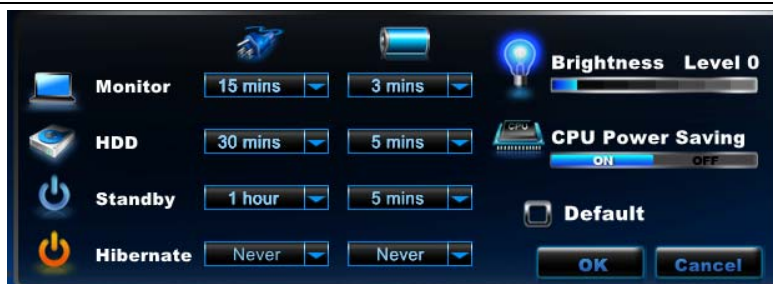 Monitor 15 mins 3 mins
HDD 30 mins 5 mins
Standby 1 hour 5 mins
Hibernate Never Never
Brightness Level 0
CPU
CPU Power Saving
ON OFF
Default
OK Cancel